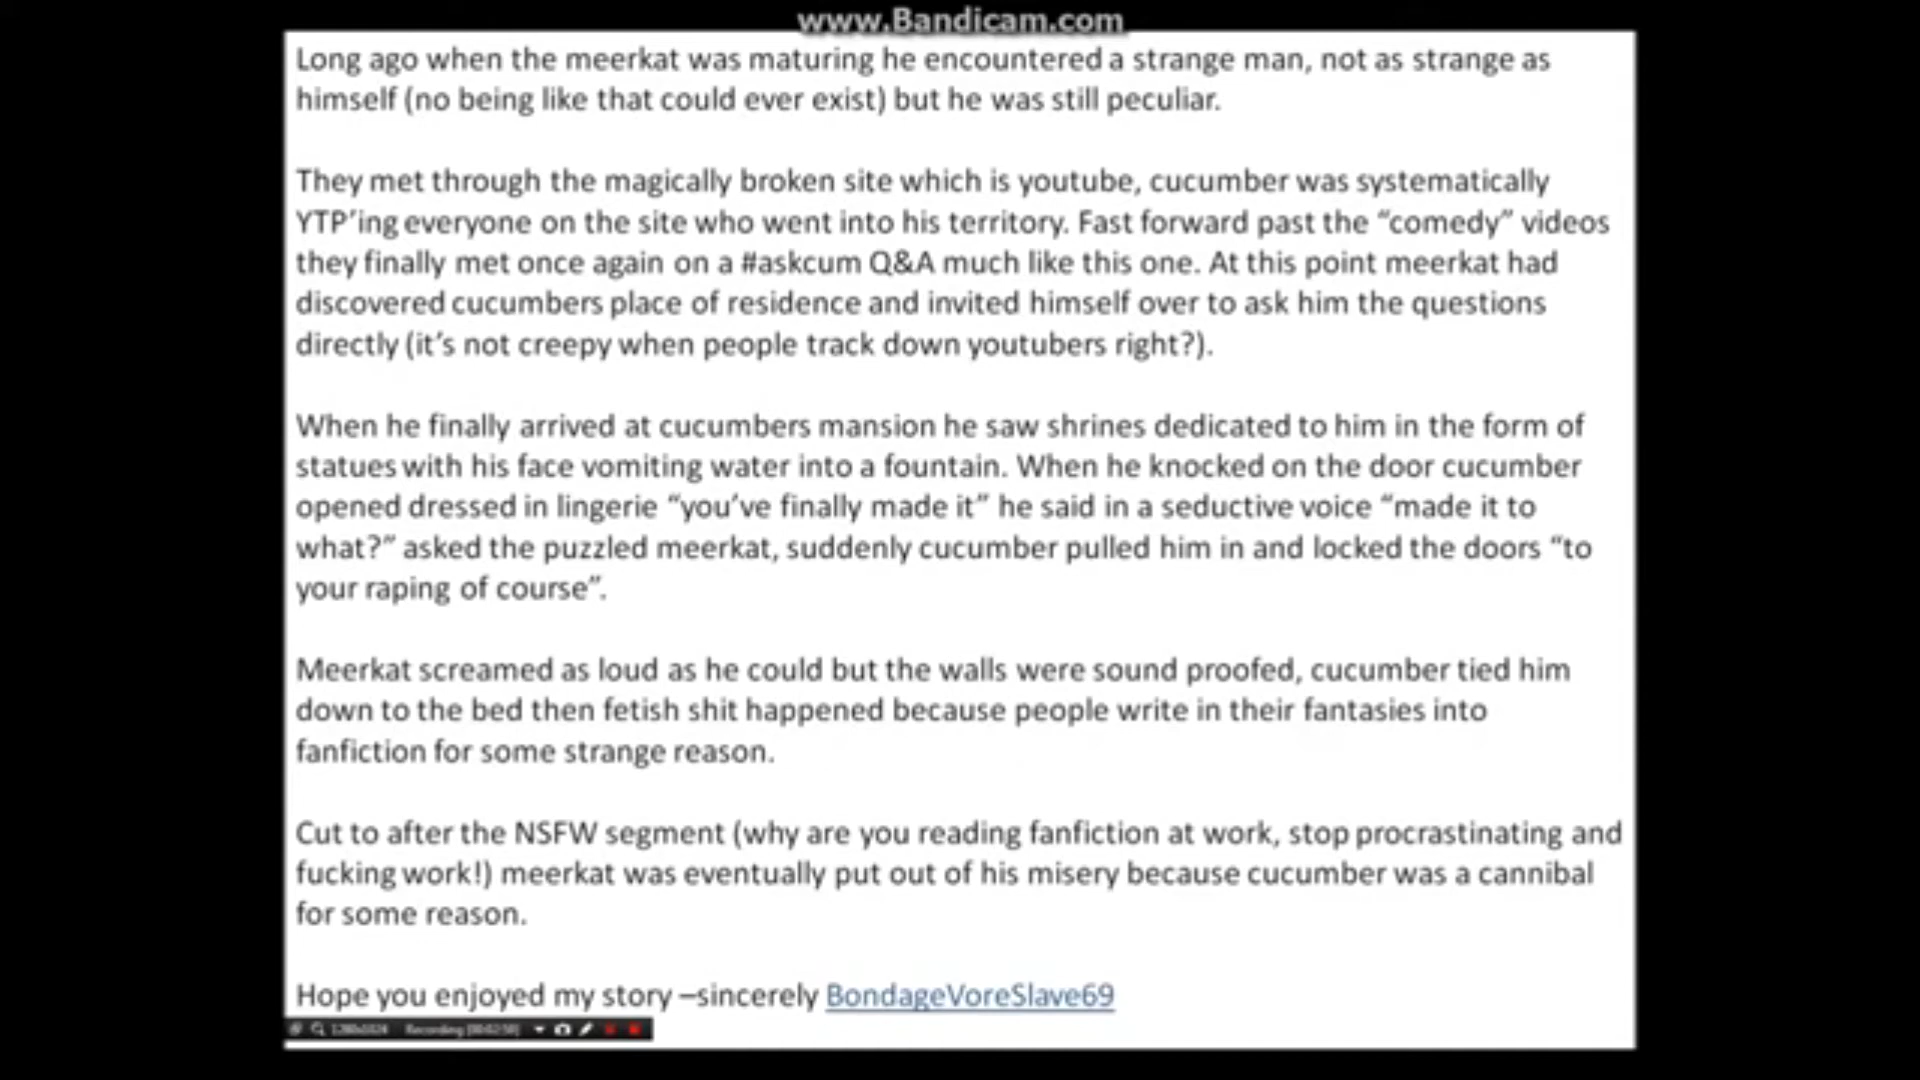 www.Bandicam.com
Long ago when the meerkat was maturing he encountered a strange man, not as strange as
himself (no being like that could ever exist) but he was still peculiar.
They met through the magically broken site which is youtube, cucumber was systematically
YTP'ing everyone on the site who went into his territory. Fast forward past the “comedy” videos
they finally met once again on a #askcum Q&A much like this one. At this point meerkat had
discovered cucumbers place of residence and invited himself over to ask him the questions
directly (it's not creepy when people track down youtubers right?).
When he finally arrived at cucumbers mansion he saw shrines dedicated to him in the form of
statues with his face vomiting water into a fountain. When he knocked on the door cucumber
opened dressed in lingerie “you've finally made it” he said in a seductive voice “made it to
what?” asked the puzzled meerkat, suddenly cucumber pulled him in and locked the doors “to
your raping of course”.
Meerkat screamed as loud as he could but the walls were sound proofed, cucumber tied him
down to the bed then fetish shit happened because people write in their fantasies into
fanfiction for some strange reason.
Cut to after the NSFW segment (why are you reading fanfiction at work, stop procrastinating and
fucking work!) meerkat was eventually put out of his misery because cucumber was a cannibal
for some reason.
Hope you enjoyed my story –sincerely BondageVoreSlave69
1280x1024 Recording [00:02:50]